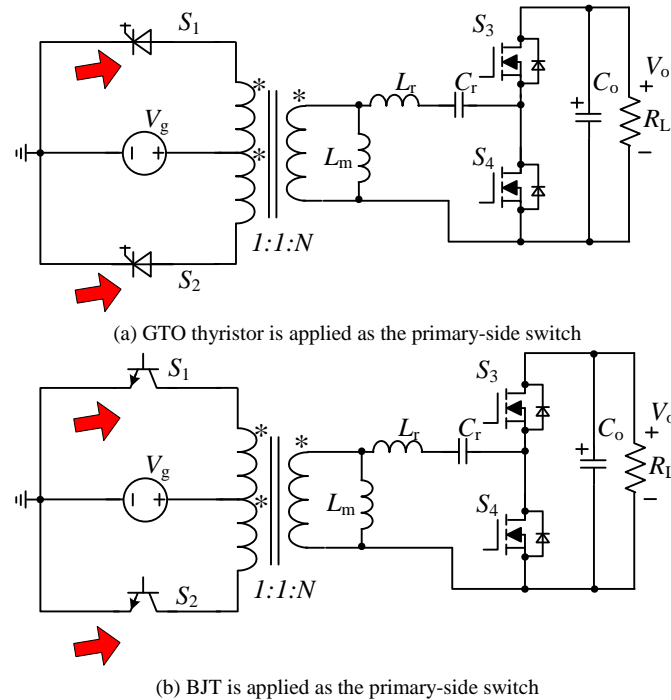 S1
S3
* *
Lr Cr
Vo
Vg
Co
+
+
RL
− +
*
Lm
S4
−
S2
1:1:N
(a) GTO thyristor is applied as the primary-side switch
S1
S3
* *
Lr Cr
Vo
Vg
Co
+
+
RL
− +
*
Lm
S4
−
S2
1:1:N
(b) BJT is applied as the primary-side switch